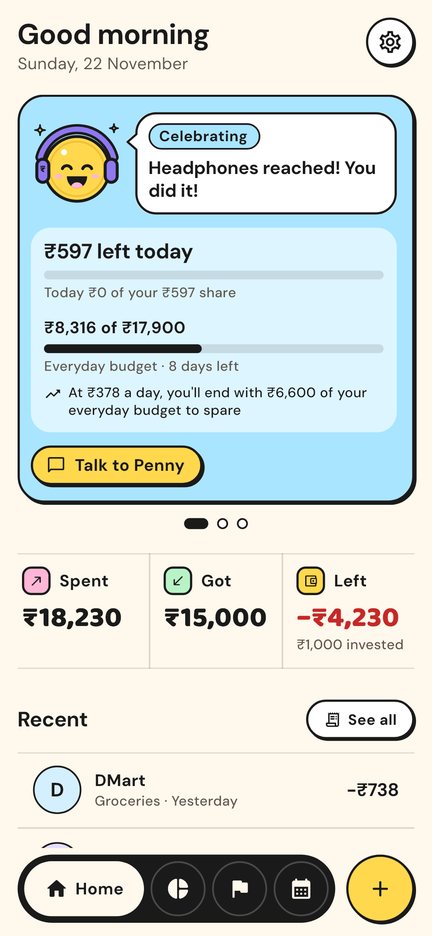 Good morning
Sunday, 22 November
Celebrating
Headphones reached! You
did it!
₹597 left today
Today ₹0 of your ₹597 share
₹8,316 of ₹17,900
Everyday budget · 8 days left
At ₹378 a day, you'll end with ₹6,600 of your
everyday budget to spare
Talk to Penny
Spent
₹18,230
Got
₹15,000
Left
−₹4,230
₹1,000 invested
Recent
See all
D
DMart
Groceries · Yesterday
-₹738
Home